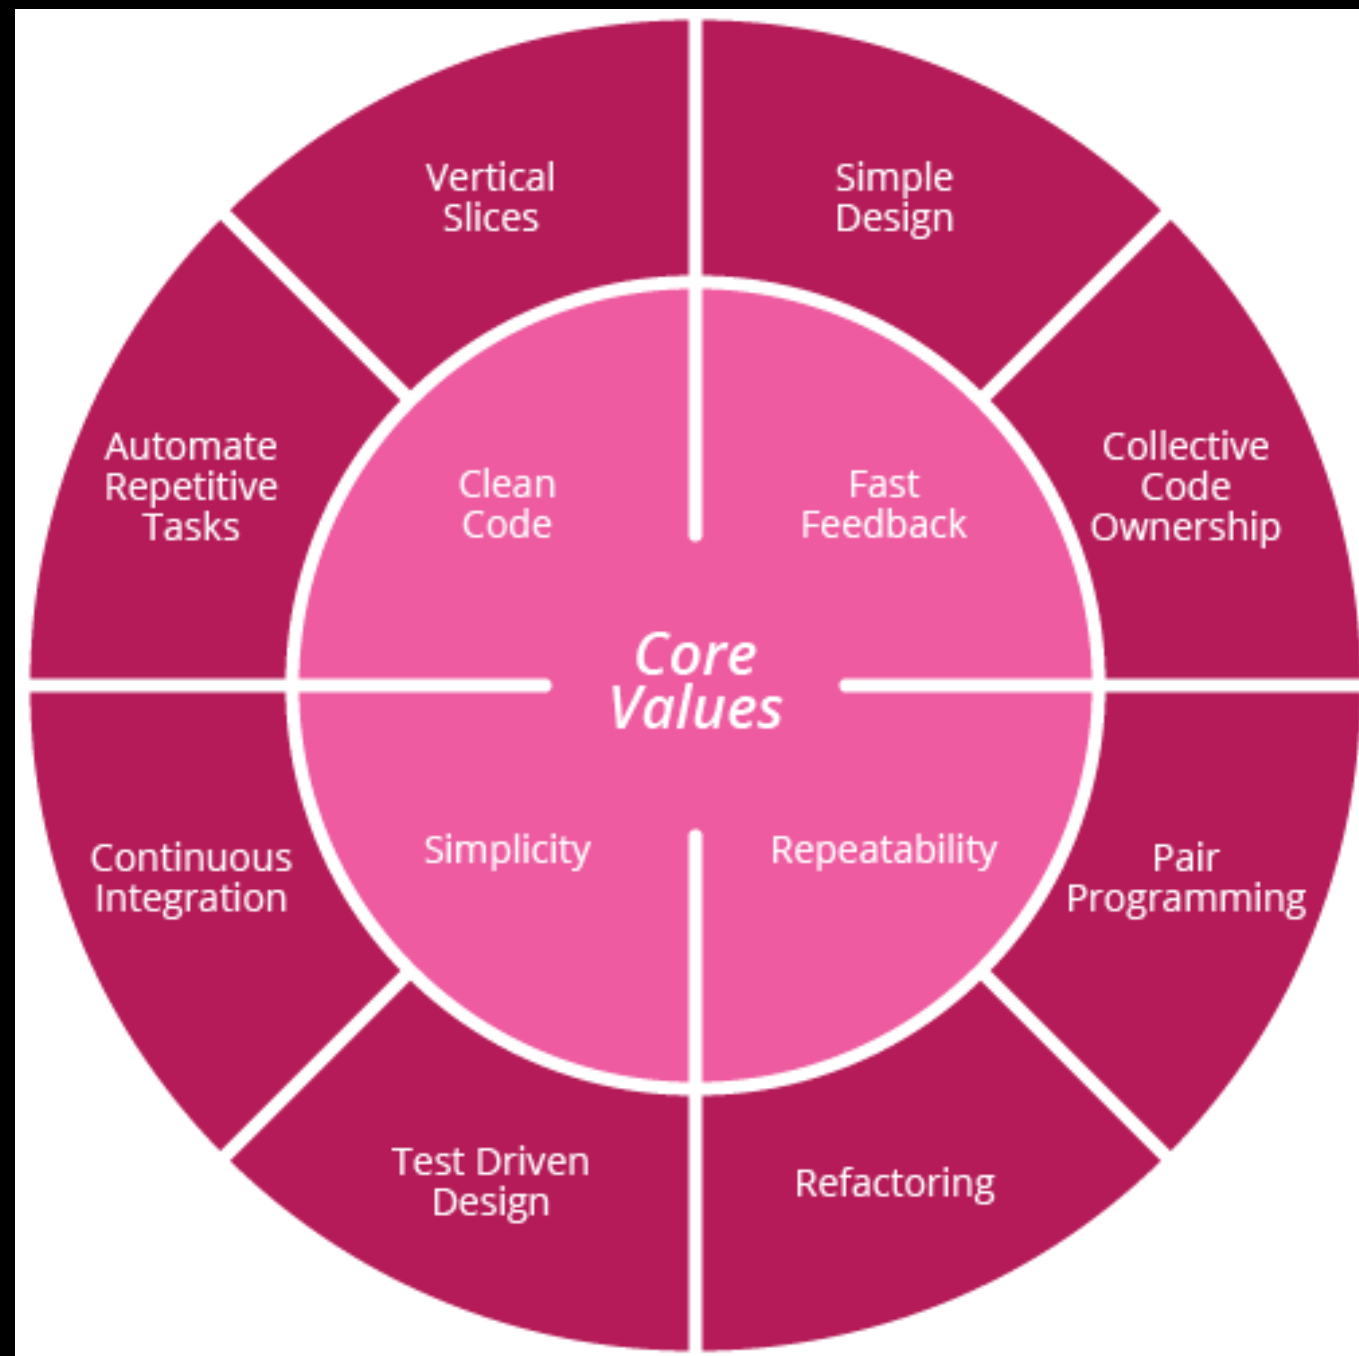 Vertical
Slices
Simple
Design
Automate
Repetitive
Tasks
Collective
Code
Ownership
Clean
Code
Fast
Feedback
Core
Values
Simplicity
Repeatability
Continuous
Integration
Pair
Programming
Test Driven
Design
Refactoring